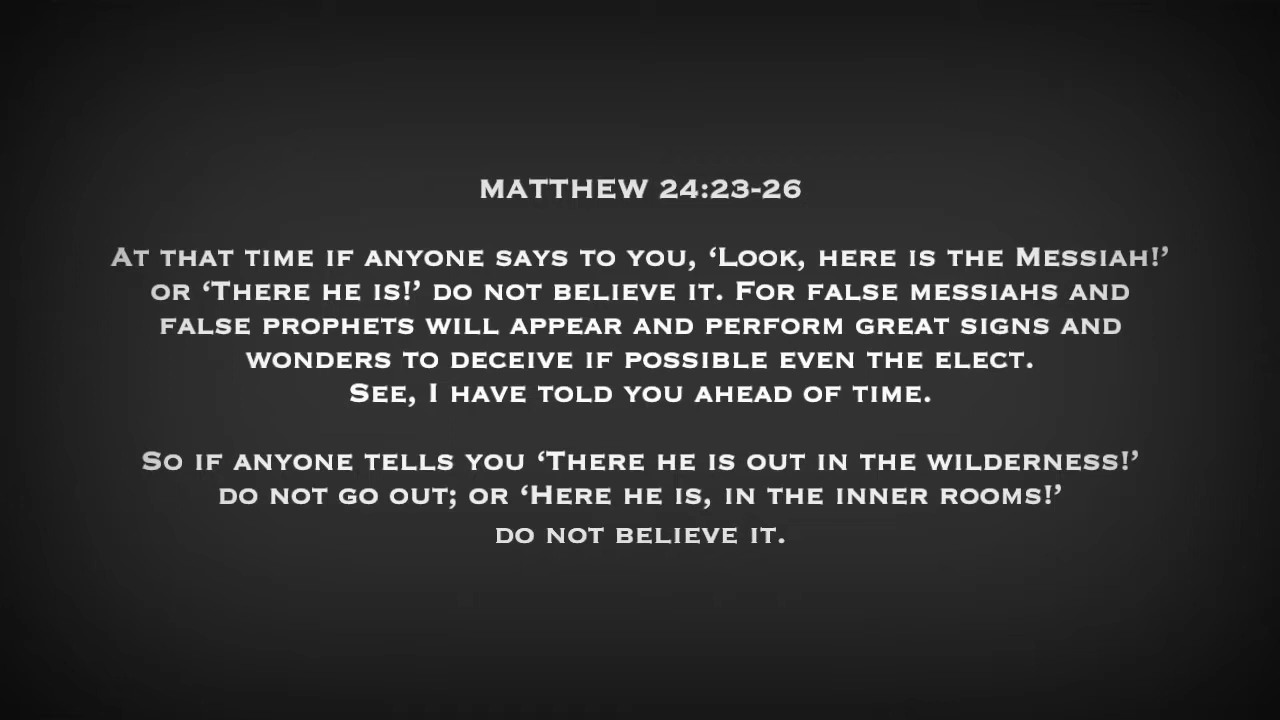 MATTHEW 24:23-26
At that time if anyone says to you, ‘Look, here is the Messiah!’
or ‘There he is!’ do not believe it. For false messiahs and
false prophets will appear and perform great signs and
wonders to deceive if possible even the elect.
See, I have told you ahead of time.
So if anyone tells you ‘There he is out in the wilderness!’
do not go out; or ‘Here he is, in the inner rooms!’
do not believe it.